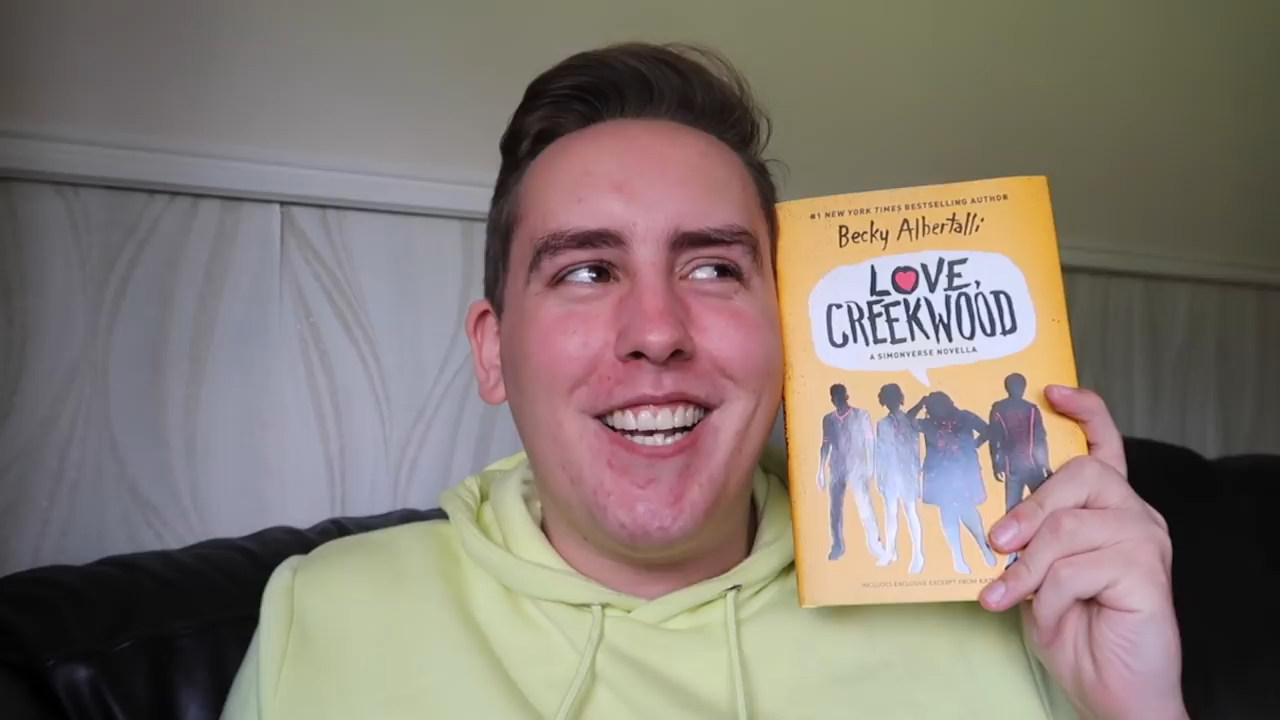 #1 NEW YORK TIMES BESTSELLING AUTHOR
Becky Albertalli
LOVE,
CREEKWOOD
A SIMONVERSE NOVELLA
INCLUDES EXCLUSIVE EXCERPT FROM